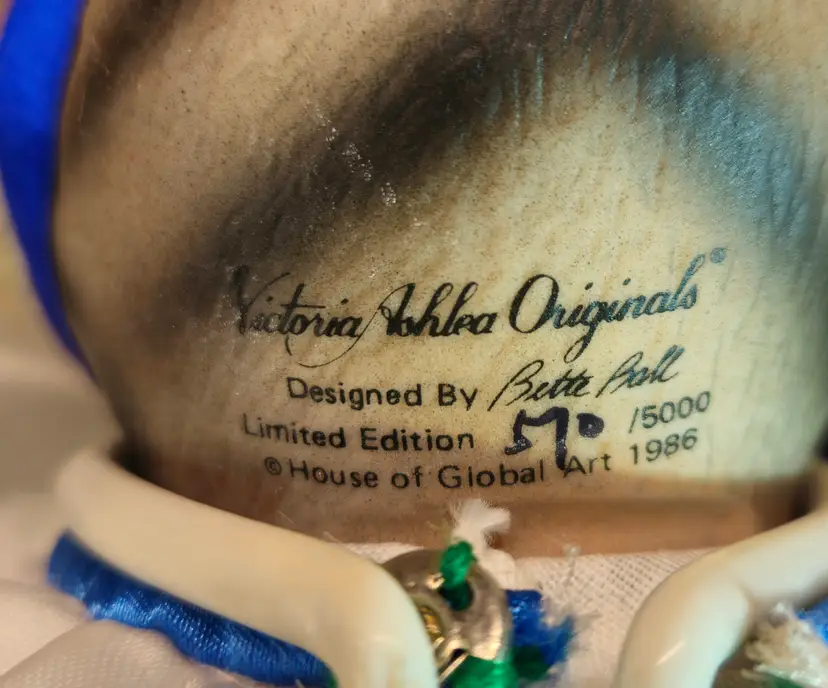 Victoria Ashlea Originals®
Designed By Bette Ball
Limited Edition 570 /5000
©House of Global Art 1986